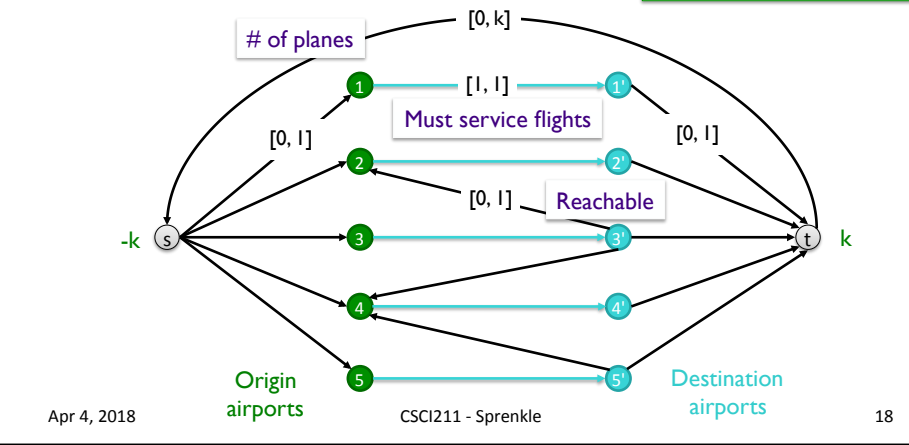 [0, k]
# of planes
1
[1, 1]
1'
Must service flights
[0, 1]
[0, 1]
2
2'
[0, 1]
Reachable
-k
s
3
3'
t
k
4
4'
5
5'
Origin
airports
Destination
airports
Apr 4, 2018
CSCI211 - Sprenkle
18